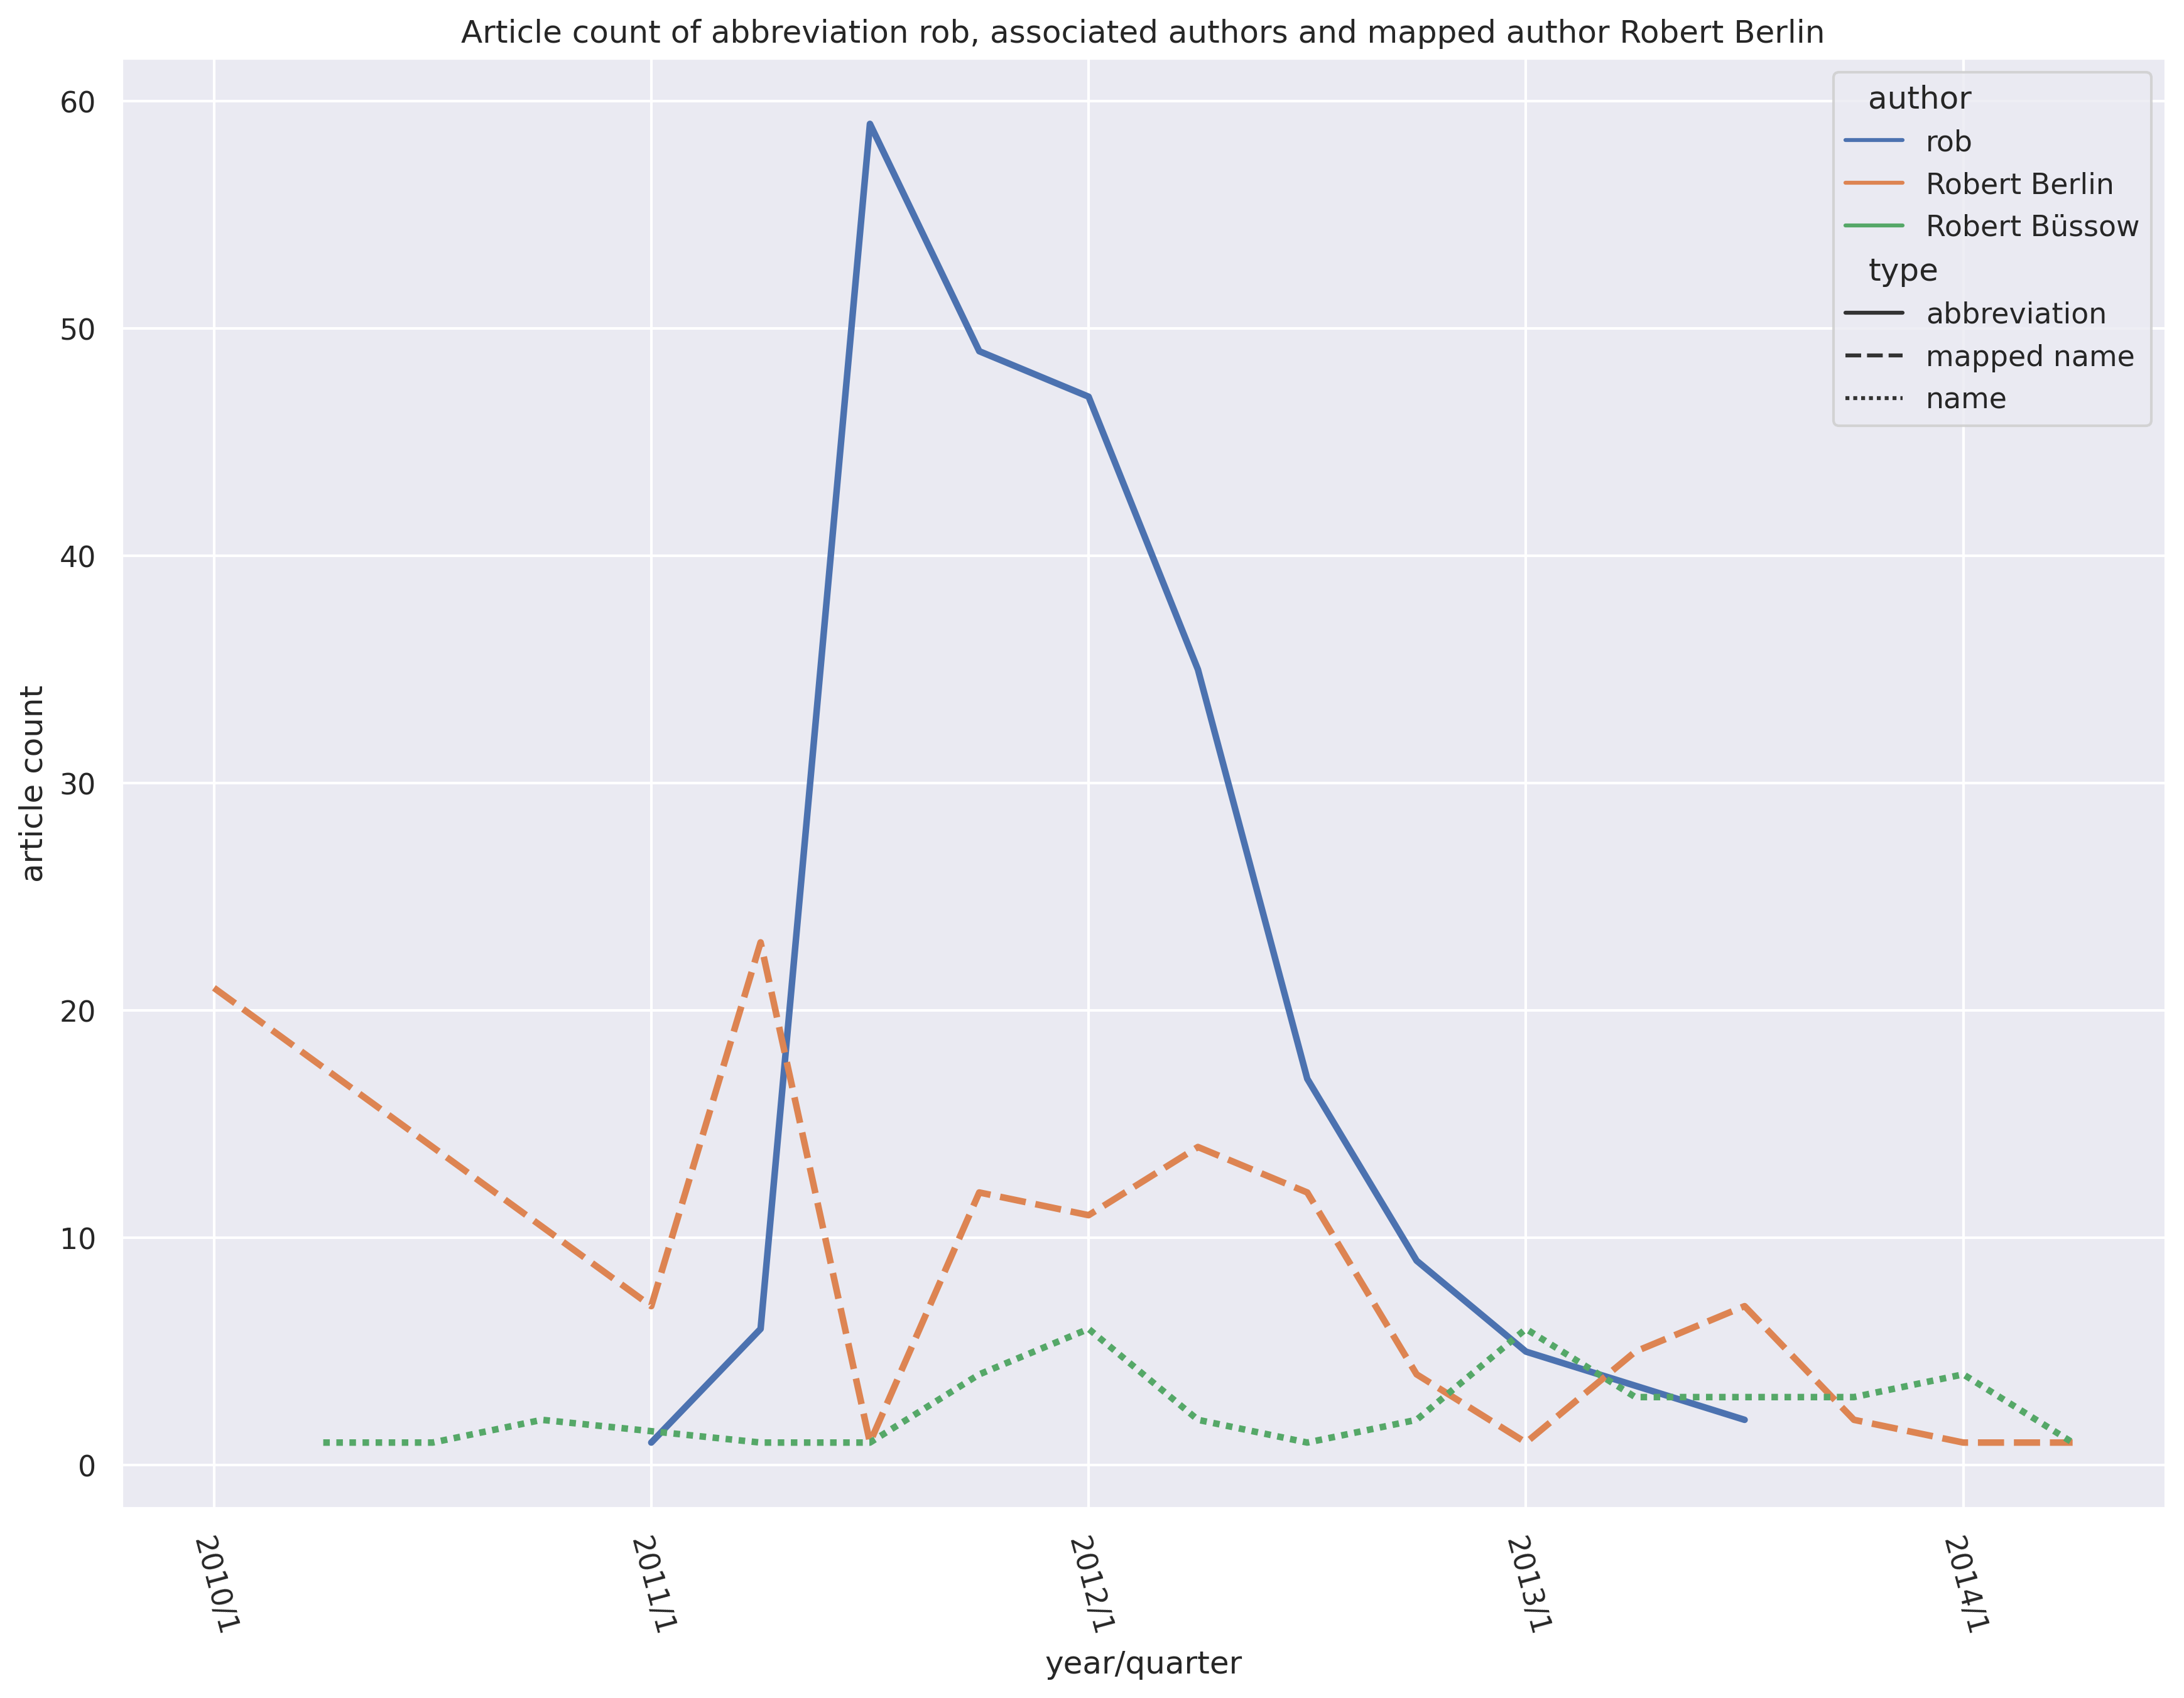 Article count of abbreviation rob, associated authors and mapped author Robert Berlin
author
rob
Robert Berlin
Robert Büssow
type
abbreviation
mapped name
name
article count
60
50
40
30
20
10
0
2010/1
2011/1
2012/1
2013/1
2014/1
year/quarter